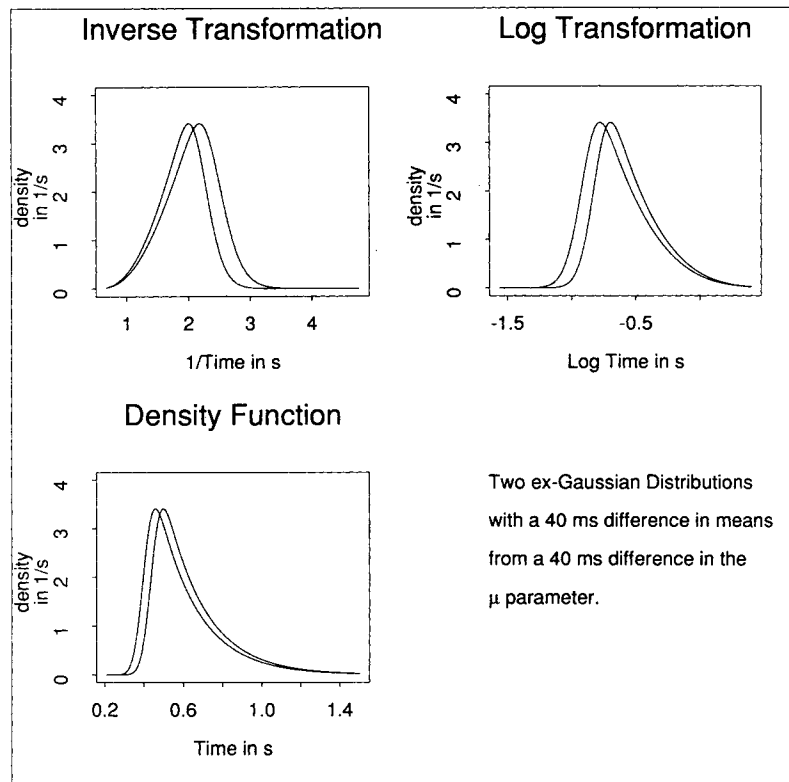 Inverse Transformation
density
in 1/s
4
3
2
1
0
1 2 3 4
1/Time in s
Log Transformation
density
in 1/s
4
3
2
1
0
-1.5 -0.5
Log Time in s
Density Function
density
in 1/s
4
3
2
1
0
0.2 0.6 1.0 1.4
Time in s
Two ex-Gaussian Distributions
with a 40 ms difference in means
from a 40 ms difference in the
μ parameter.